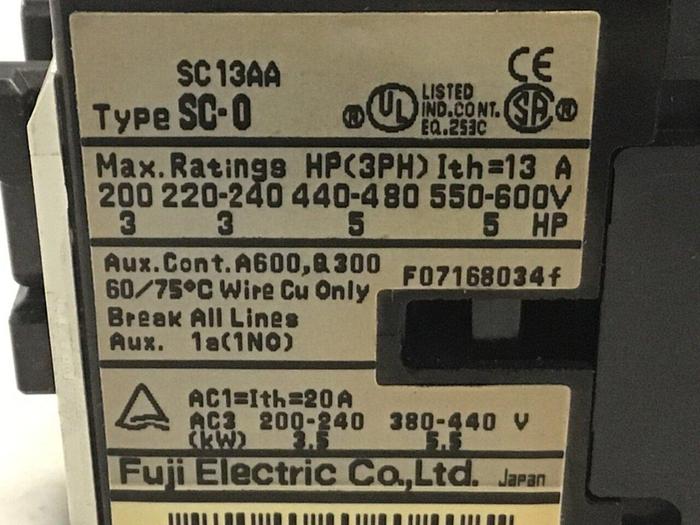 SC13AA
CE
Type SC-0
® UL LISTED IND.CONT. EQ.253C SA ®
Max.Ratings HP(3PH) Ith=13 A
200 220-240 440-480 550-600V
3 3 5 5 HP
Aux.Cont.A600,Q300
F07168034f
60/75°C Wire Cu Only
Break All Lines
Aux. 1a(1NO)
AC1=Ith=20A
AC3 200-240 380-440 V
(kW) 3.5 5.5
Fuji Electric Co.,Ltd. Japan